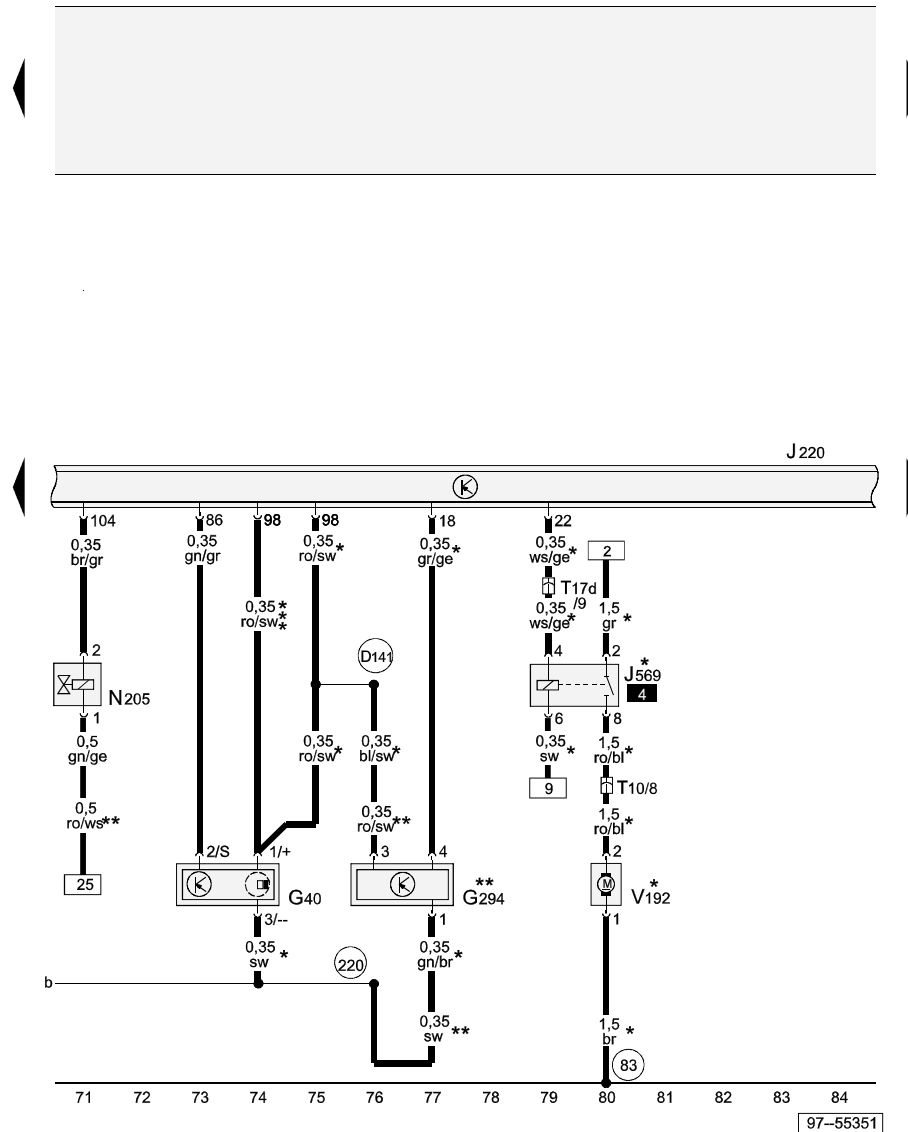 J220
104 86 98 98 18 22
0,35 0,35 0,35 0,35 0,35
br/gr gn/gr ro/sw* gr/ge* ws/ge* 2
T17d
/9
0,35* 0,35 1,5
ro/sw** ws/ge* gr *
D141
2 4 2
*
J569
N205 4
1 6 8
0,5 0,35 0,35 0,35 1,5
gn/ge ro/sw* bl/sw* sw * ro/bl*
9 T10/8
0,5 0,35 1,5
ro/ws** ro/sw** ro/bl*
2/S 1/+ 3 4 2
25
G40 **
G294 *
V192
3/-- 1 1
0,35 0,35
sw * gn/br*
220
b
0,35 1,5
sw ** br *
83
71 72 73 74 75 76 77 78 79 80 81 82 83 84
97--55351